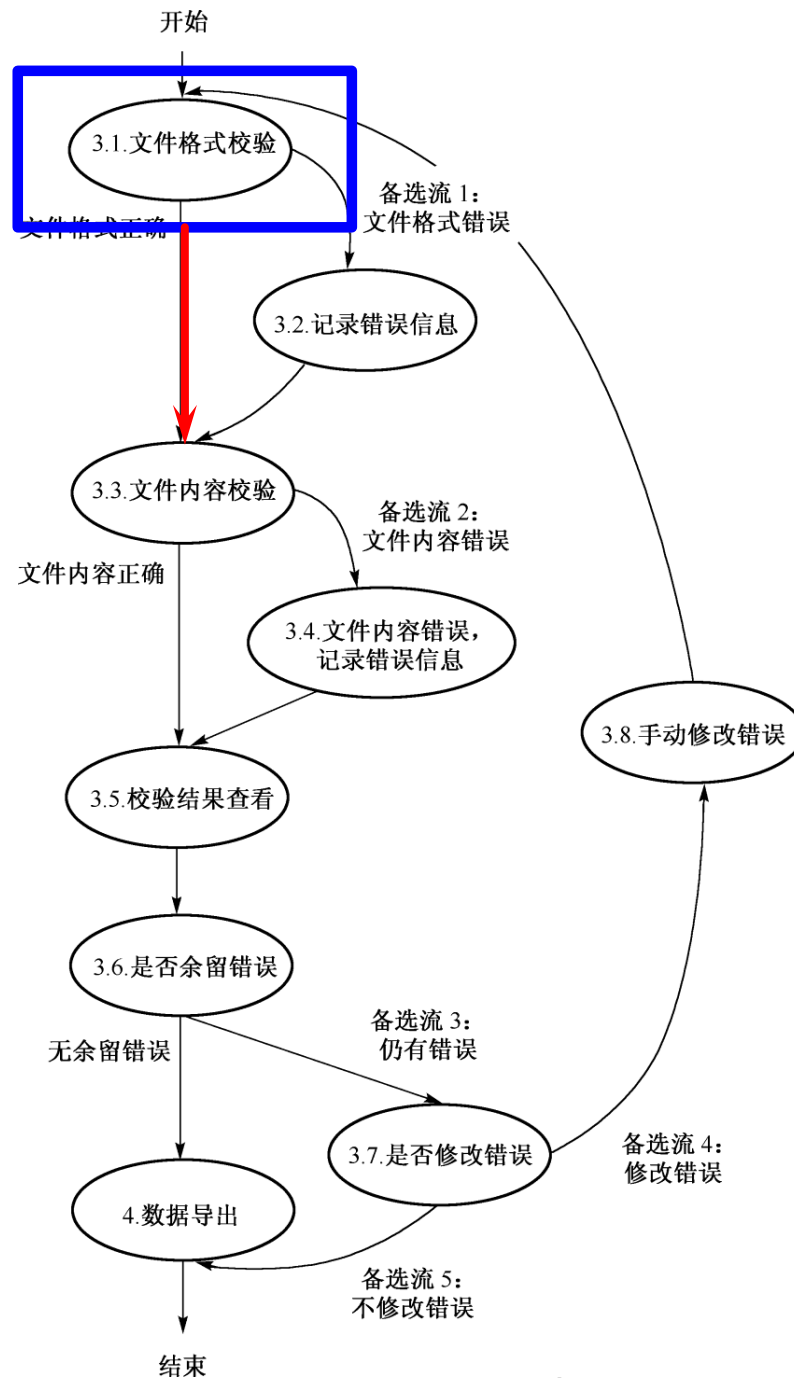 开始
3.1.文件格式校验
备选流 1：
文件格式错误
文件格式正确
3.2.记录错误信息
3.3.文件内容校验
备选流 2：
文件内容错误
文件内容正确
3.4.文件内容错误，
记录错误信息
3.8.手动修改错误
3.5.校验结果查看
3.6.是否余留错误
备选流 3：
仍有错误
无余留错误
3.7.是否修改错误
备选流 4：
修改错误
4.数据导出
备选流 5：
不修改错误
结束